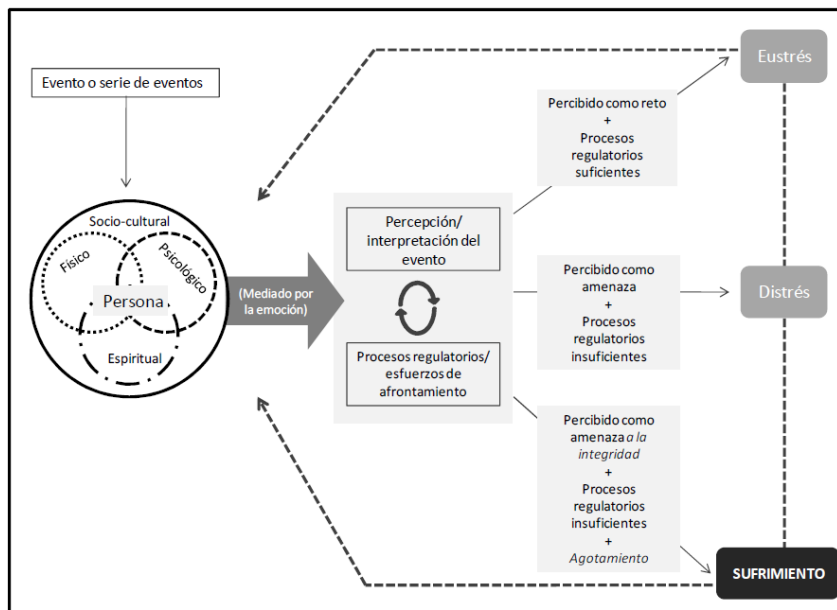 Evento o serie de eventos
Socio-cultural
Físico
Psicológico
Persona
Espiritual
(Mediado por
la emoción)
Percepción/
interpretación del
evento
Procesos regulatorios/
esfuerzos de
afrontamiento
Percibido como reto
+
Procesos
regulatorios
suficientes
Eustrés
Percibido como
amenaza
+
Procesos
regulatorios
insuficientes
Distrés
Percibido como
amenaza a la
integridad
+
Procesos
regulatorios
insuficientes
+
Agotamiento
SUFRIMIENTO